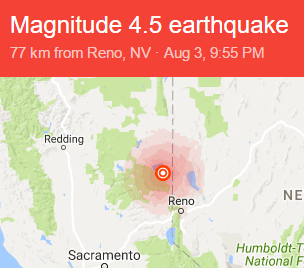 Magnitude 4.5 earthquake
77 km from Reno, NV · Aug 3, 9:55 PM
Redding
Reno
NE
Humboldt-T
National F
Sacramento